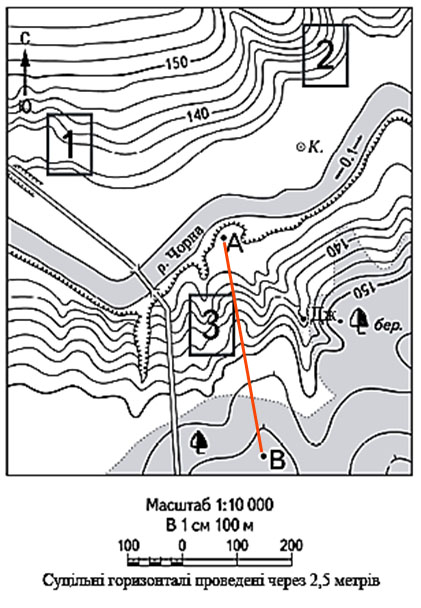 С
Ю
150
2
140
1
К.
0.1
р. Чорна
А
140
150
3
Дж.
бер.
В
Масштаб 1:10 000
В 1 см 100 м
100 0 100 200
Суцільні горизонталі проведені через 2,5 метрів